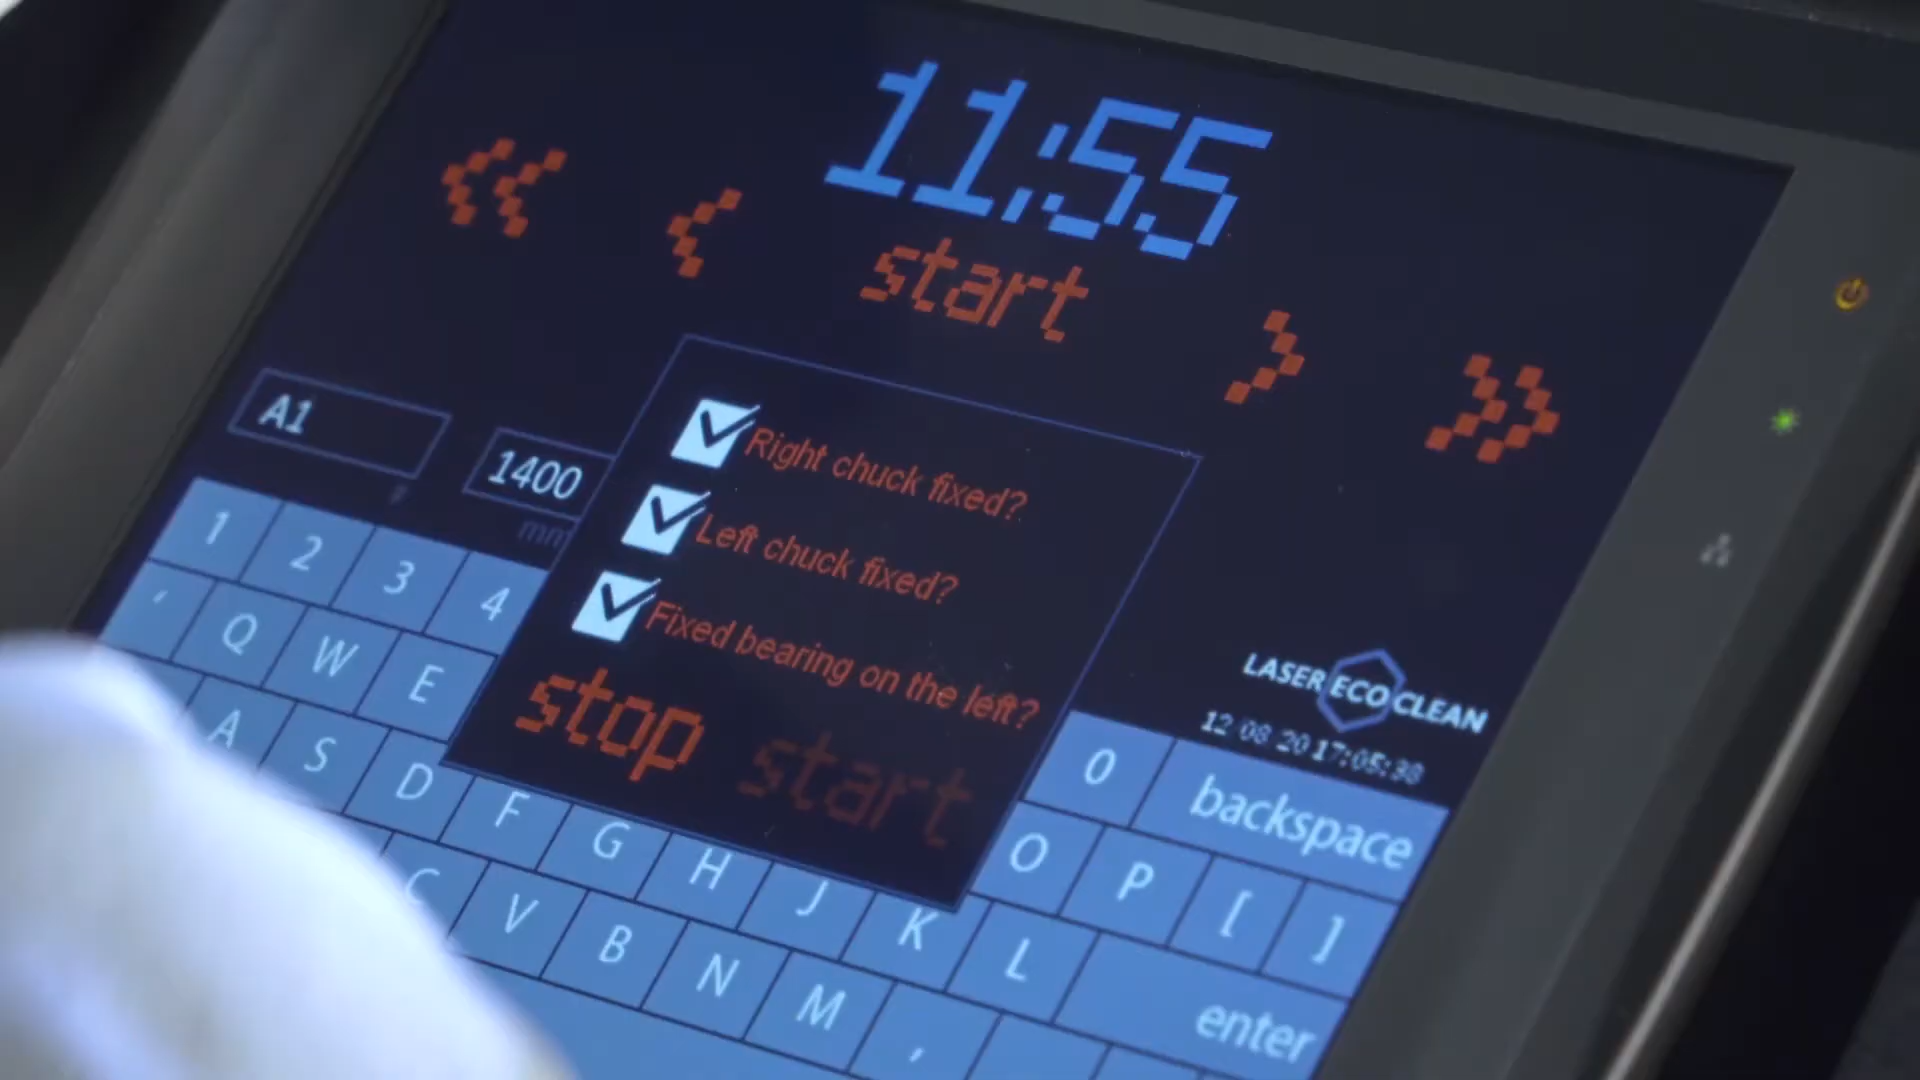 11:55
<< < start > >>
A1
1400
Right chuck fixed?
Left chuck fixed?
Fixed bearing on the left?
stop start
LASER ECO CLEAN
12 08 20 17:05:38
1 2 3 4 0 backspace
Q W E O P [ ]
A S D F G H J K L enter
C V B N M ,